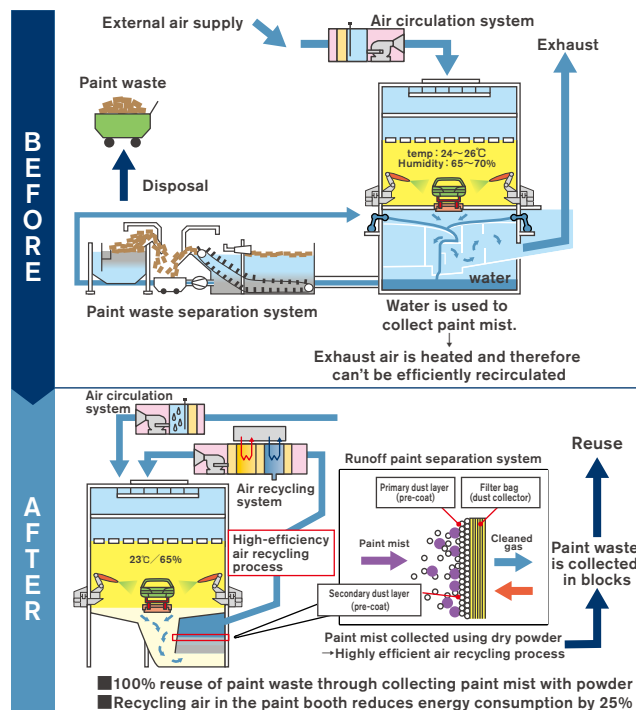 BEFORE
External air supply
Air circulation system
Exhaust
Paint waste
Disposal
temp : 24～26℃
Humidity : 65～70%
water
Paint waste separation system
Water is used to
collect paint mist.
↓
Exhaust air is heated and therefore
can't be efficiently recirculated
AFTER
Air circulation
system
Air recycling
system
23℃／65%
High-efficiency
air recycling
process
Runoff paint separation system
Primary dust layer
(pre-coat)
Filter bag
(dust collector)
Paint mist
Cleaned
gas
Secondary dust layer
(pre-coat)
Paint mist collected using dry powder
→Highly efficient air recycling process
Reuse
Paint waste
is collected
in blocks
■100% reuse of paint waste through collecting paint mist with powder
■Recycling air in the paint booth reduces energy consumption by 25%